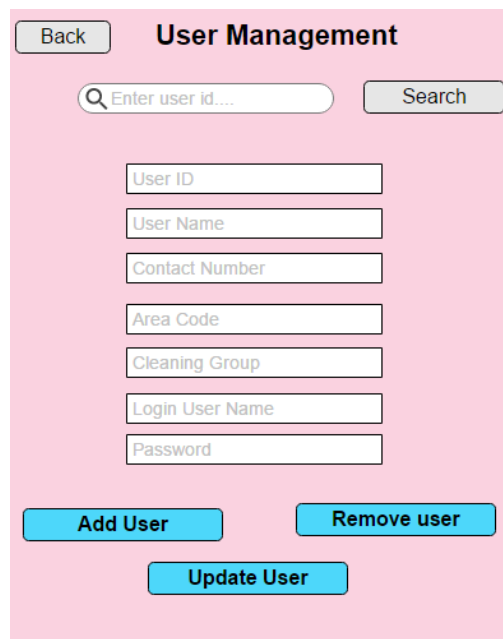 Back User Management
Enter user id.... Search
User ID
User Name
Contact Number
Area Code
Cleaning Group
Login User Name
Password
Add User Remove user
Update User